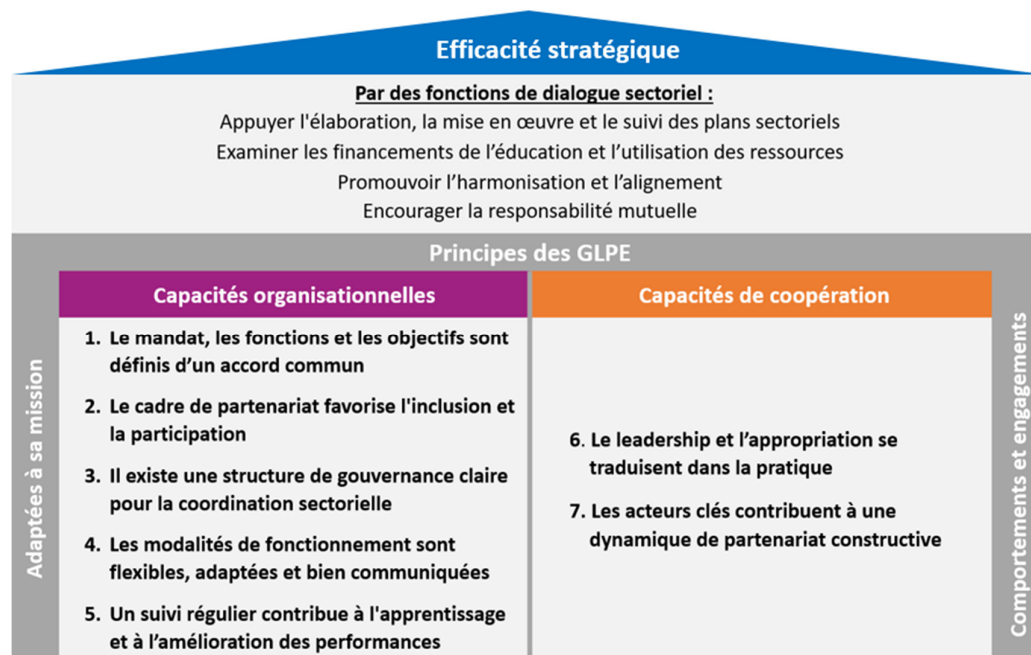 Efficacité stratégique
Par des fonctions de dialogue sectoriel :
Appuyer l'élaboration, la mise en œuvre et le suivi des plans sectoriels
Examiner les financements de l’éducation et l’utilisation des ressources
Promouvoir l’harmonisation et l’alignement
Encourager la responsabilité mutuelle
Principes des GLPE
Adaptées à sa mission
Capacités organisationnelles
1. Le mandat, les fonctions et les objectifs sont
définis d’un accord commun
2. Le cadre de partenariat favorise l'inclusion et
la participation
3. Il existe une structure de gouvernance claire
pour la coordination sectorielle
4. Les modalités de fonctionnement sont
flexibles, adaptées et bien communiquées
5. Un suivi régulier contribue à l'apprentissage
et à l’amélioration des performances
Capacités de coopération
6. Le leadership et l’appropriation se
traduisent dans la pratique
7. Les acteurs clés contribuent à une
dynamique de partenariat constructive
Comportements et engagements